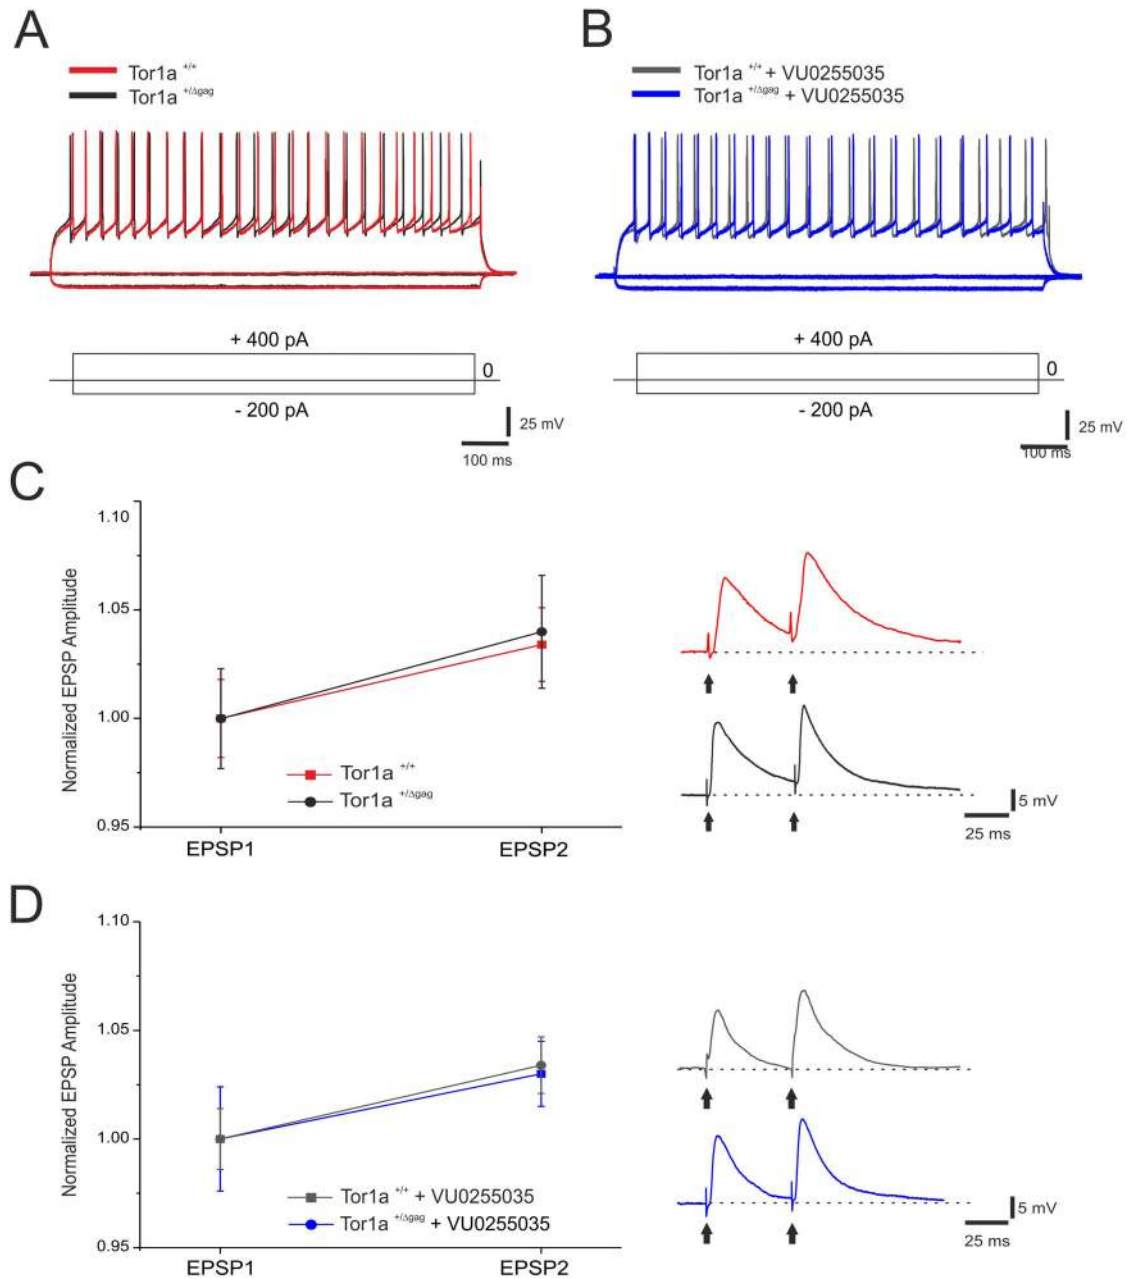 A
B
Tor1a +/+
Tor1a +/Δgag
Tor1a +/+ + VU0255035
Tor1a +/Δgag + VU0255035
+ 400 pA
0
- 200 pA
25 mV
100 ms
+ 400 pA
0
- 200 pA
25 mV
100 ms
C
Normalized EPSP Amplitude
1.10
1.05
1.00
0.95
Tor1a +/+
Tor1a +/Δgag
EPSP1
EPSP2
5 mV
25 ms
D
Normalized EPSP Amplitude
1.10
1.05
1.00
0.95
Tor1a +/+ + VU0255035
Tor1a +/Δgag + VU0255035
EPSP1
EPSP2
5 mV
25 ms